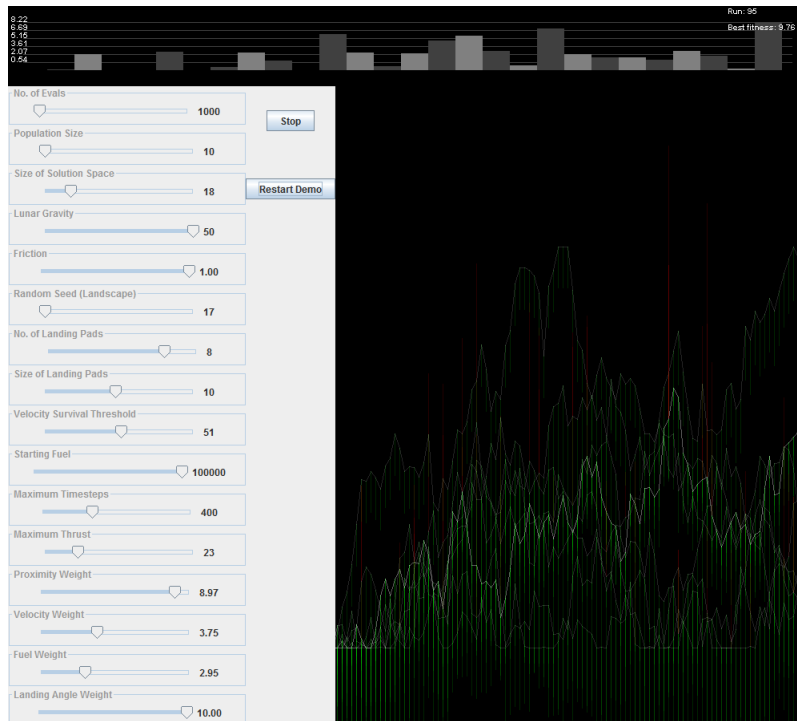 Run: 95
Best fitness: 9.76
8.22
6.69
5.15
3.61
2.07
0.54
No. of Evals
1000
Stop
Population Size
10
Size of Solution Space
18
Restart Demo
Lunar Gravity
50
Friction
1.00
Random Seed (Landscape)
17
No. of Landing Pads
8
Size of Landing Pads
10
Velocity Survival Threshold
51
Starting Fuel
100000
Maximum Timesteps
400
Maximum Thrust
23
Proximity Weight
8.97
Velocity Weight
3.75
Fuel Weight
2.95
Landing Angle Weight
10.00